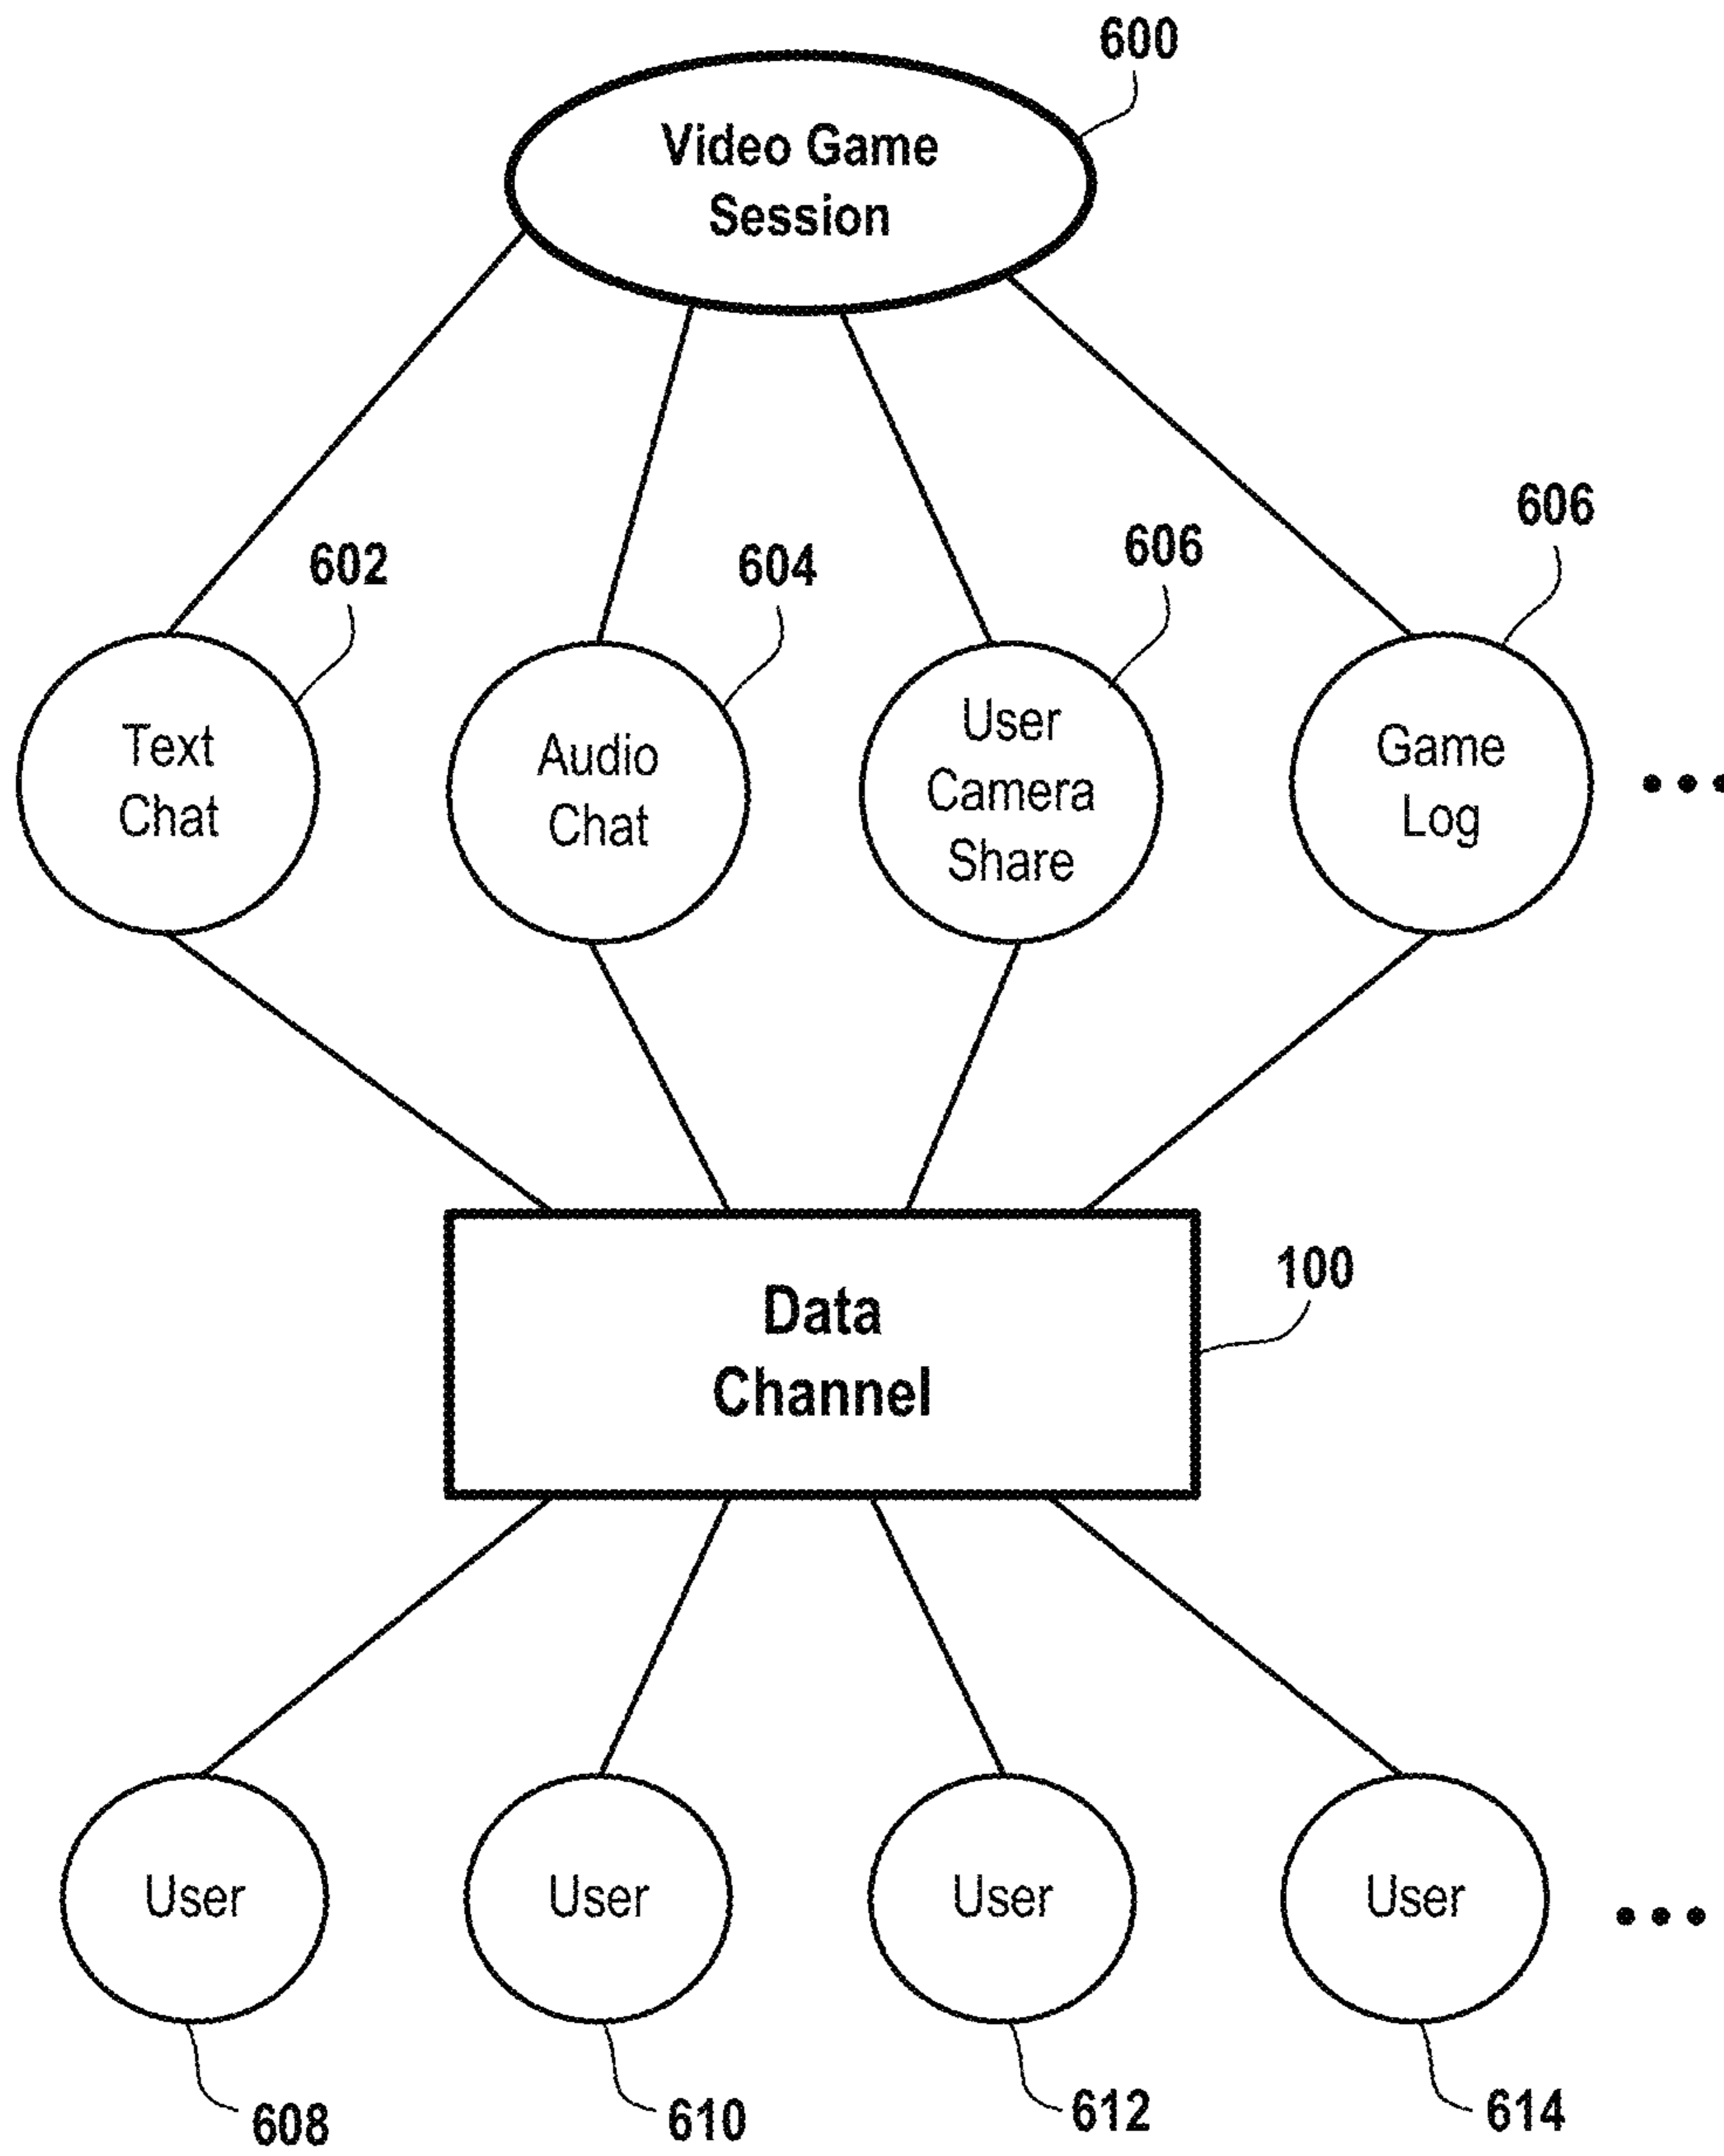 600
Video Game
Session
602
604
606
606
Text
Chat
Audio
Chat
User
Camera
Share
Game
Log
•••
100
Data
Channel
User
User
User
User
•••
608
610
612
614